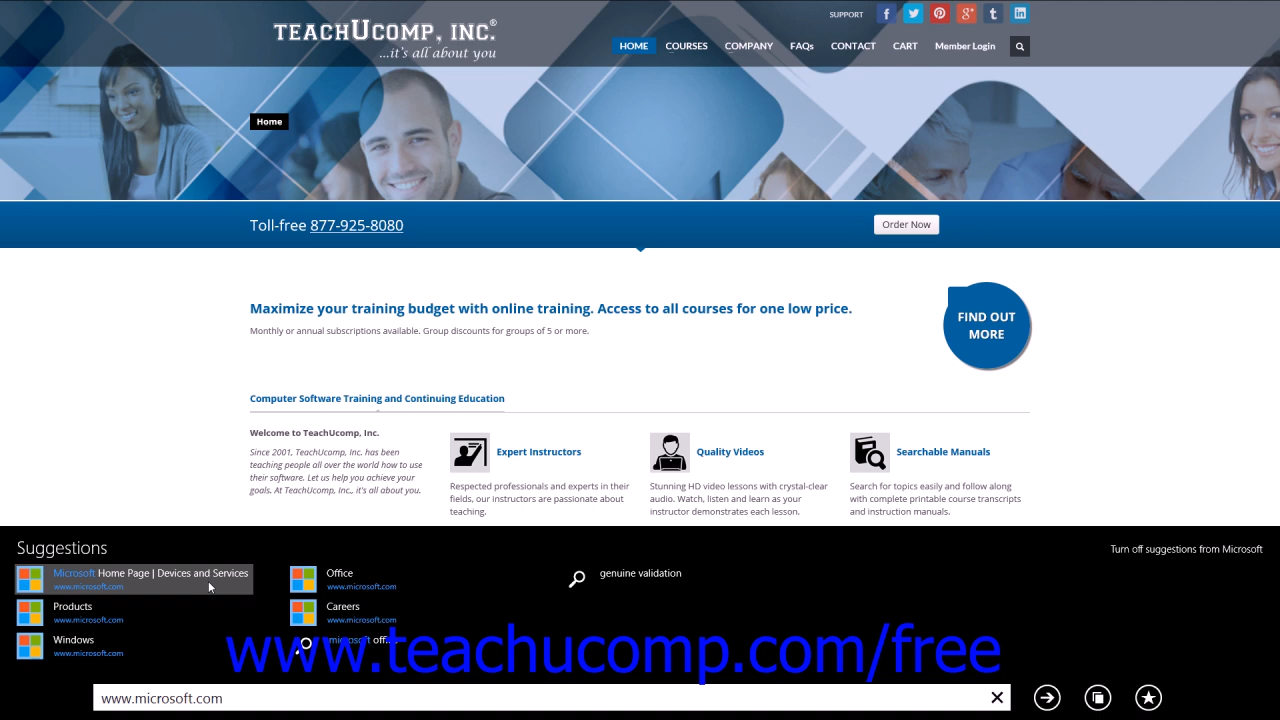 TEACHUCOMP, INC.®
...it's all about you
SUPPORT
HOME COURSES COMPANY FAQs CONTACT CART Member Login
Home
Toll-free 877-925-8080
Order Now
Maximize your training budget with online training. Access to all courses for one low price.
Monthly or annual subscriptions available. Group discounts for groups of 5 or more.
FIND OUT
MORE
Computer Software Training and Continuing Education
Welcome to TeachUcomp, Inc.
Since 2001, TeachUcomp, Inc. has been
teaching people all over the world how to use
their software. Let us help you achieve your
goals. At TeachUcomp, Inc., it's all about you.
Expert Instructors
Respected professionals and experts in their
fields, our instructors are passionate about
teaching.
Quality Videos
Stunning HD video lessons with crystal-clear
audio. Watch, listen and learn as your
instructor demonstrates each lesson.
Searchable Manuals
Search for topics easily and follow along
with complete printable course transcripts
and instruction manuals.
Suggestions
Turn off suggestions from Microsoft
Microsoft Home Page | Devices and Services
www.microsoft.com
Products
www.microsoft.com
Windows
www.microsoft.com
Office
www.microsoft.com
Careers
www.microsoft.com
microsoft
genuine validation
www.teachucomp.com/free
www.microsoft.com